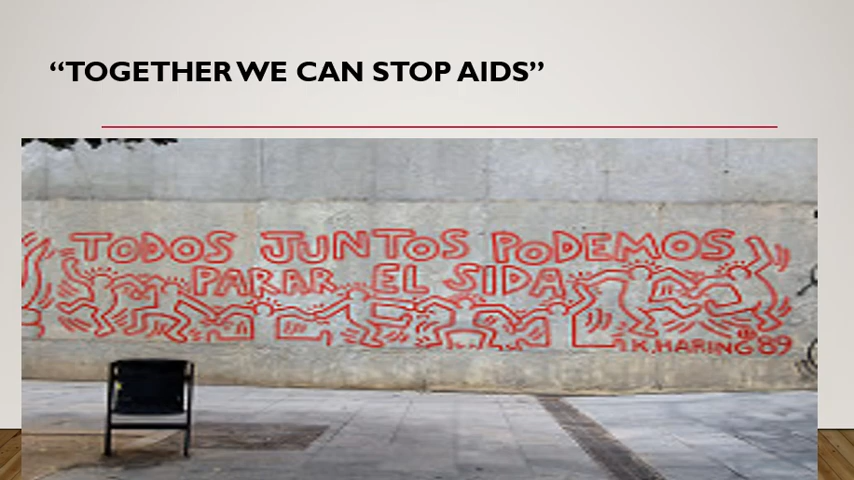 “TOGETHER WE CAN STOP AIDS”
TODOS JUNTOS PODEMOS
PARAR EL SIDA
K. HARING 89